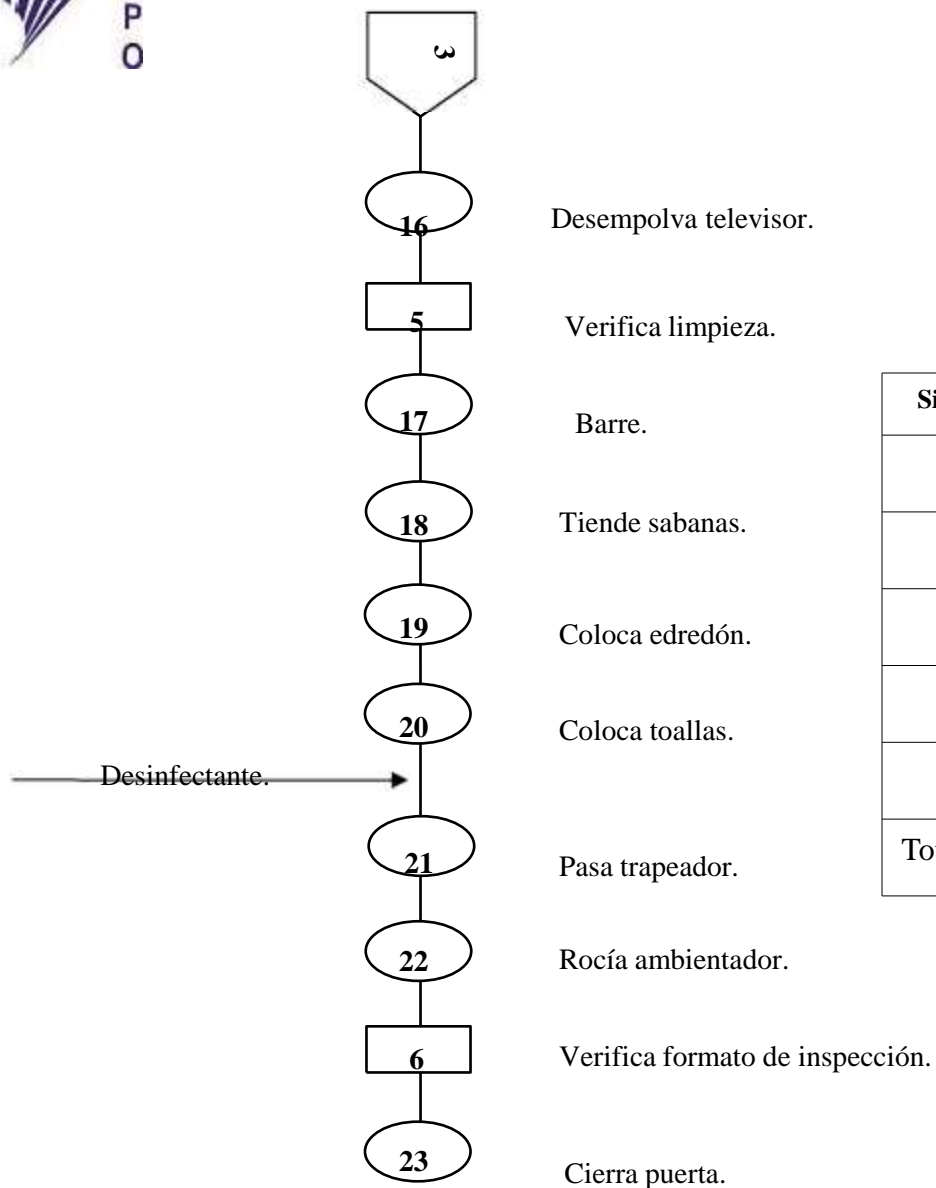 P
O
3
16 Desempolva televisor.
5 Verifica limpieza.
17 Barre.
18 Tiende sabanas.
19 Coloca edredón.
20 Coloca toallas.
Desinfectante.
21 Pasa trapeador.
22 Rocía ambientador.
6 Verifica formato de inspección.
23 Cierra puerta.